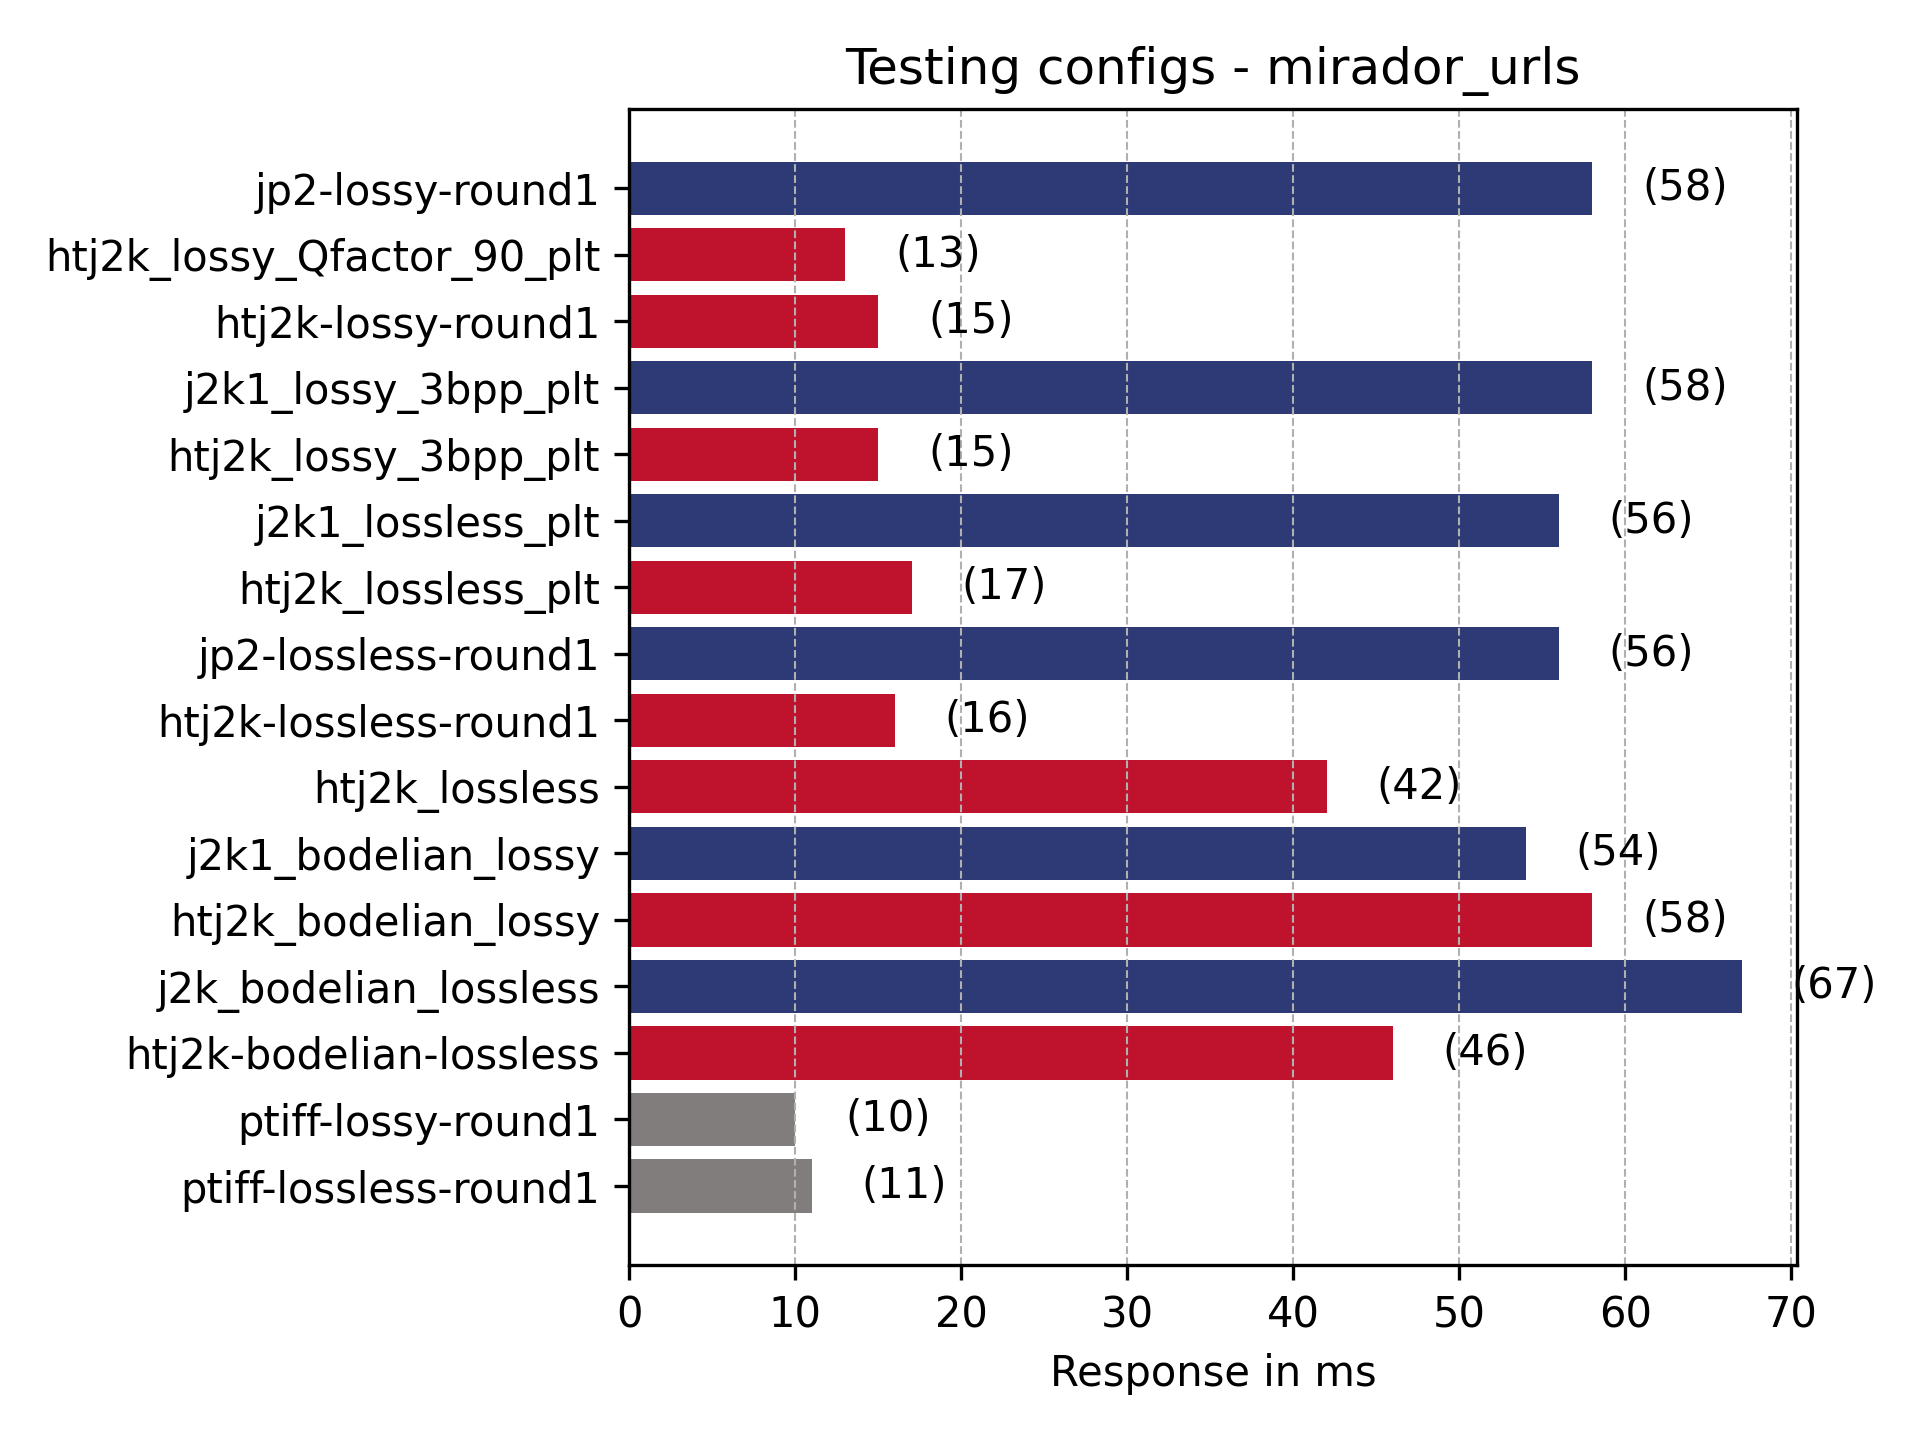 Testing configs - mirador_urls
jp2-lossy-round1 (58)
htj2k_lossy_Qfactor_90_plt (13)
htj2k-lossy-round1 (15)
j2k1_lossy_3bpp_plt (58)
htj2k_lossy_3bpp_plt (15)
j2k1_lossless_plt (56)
htj2k_lossless_plt (17)
jp2-lossless-round1 (56)
htj2k-lossless-round1 (16)
htj2k_lossless (42)
j2k1_bodelian_lossy (54)
htj2k_bodelian_lossy (58)
j2k_bodelian_lossless (67)
htj2k-bodelian-lossless (46)
ptiff-lossy-round1 (10)
ptiff-lossless-round1 (11)
0 10 20 30 40 50 60 70
Response in ms